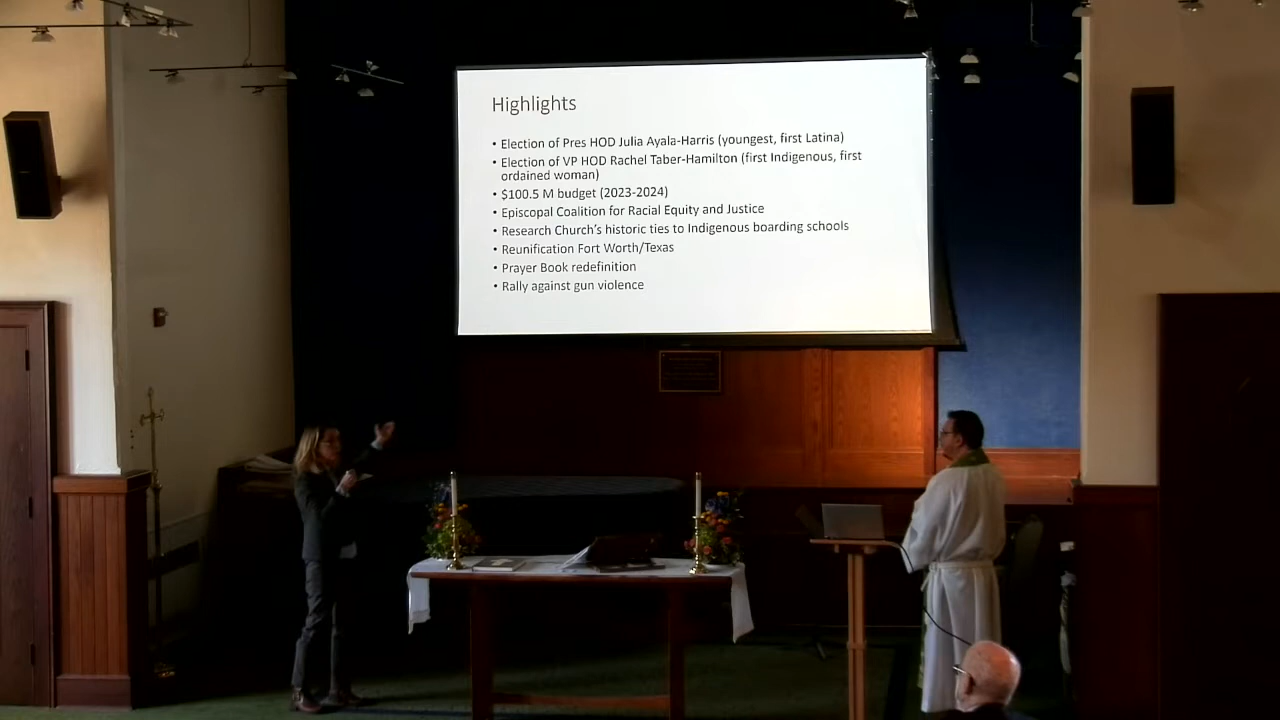 Highlights
• Election of Pres HOD Julia Ayala-Harris (youngest, first Latina)
• Election of VP HOD Rachel Taber-Hamilton (first Indigenous, first
ordained woman)
• $100.5 M budget (2023-2024)
• Episcopal Coalition for Racial Equity and Justice
• Research Church's historic ties to Indigenous boarding schools
• Reunification Fort Worth/Texas
• Prayer Book redefinition
• Rally against gun violence